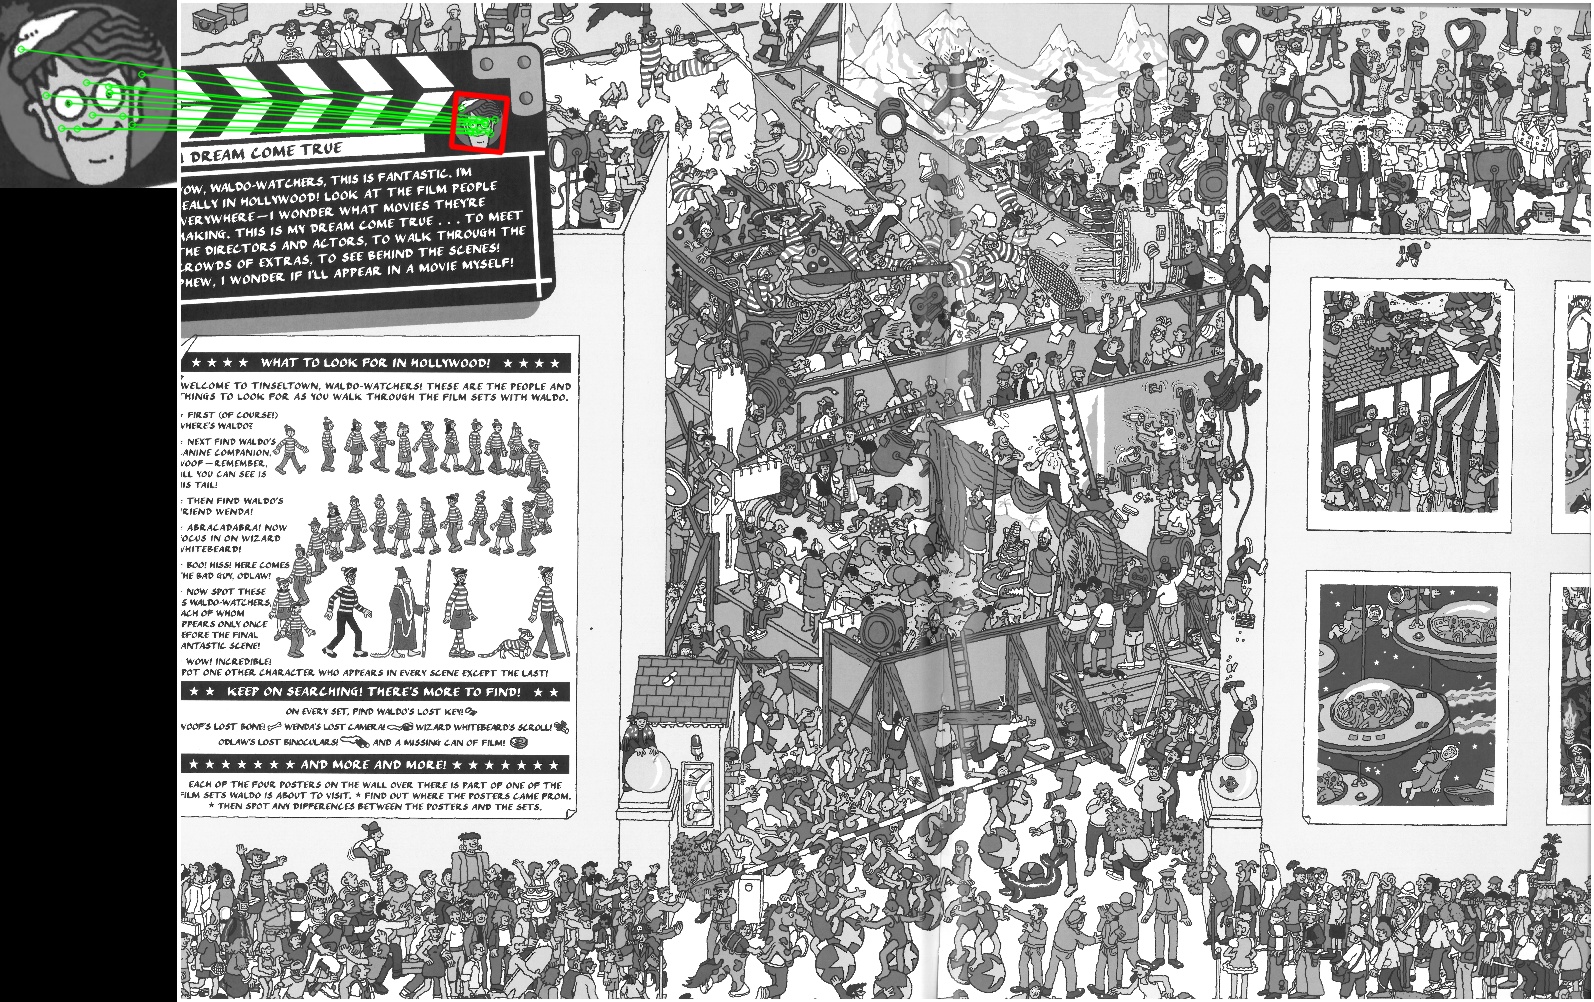 DREAM COME TRUE
OW, WALDO-WATCHERS, THIS IS FANTASTIC. I'M
EALLY IN HOLLYWOOD! LOOK AT THE FILM PEOPLE
VERYWHERE—I WONDER WHAT MOVIES THEY'RE
AKING. THIS IS MY DREAM COME TRUE . . . TO MEET
HE DIRECTORS AND ACTORS, TO WALK THROUGH THE
ROWDS OF EXTRAS, TO SEE BEHIND THE SCENES!
PHEW, I WONDER IF I'LL APPEAR IN A MOVIE MYSELF!
★ ★ ★ ★ WHAT TO LOOK FOR IN HOLLYWOOD! ★ ★ ★ ★
WELCOME TO TINSELTOWN, WALDO-WATCHERS! THESE ARE THE PEOPLE AND
THINGS TO LOOK FOR AS YOU WALK THROUGH THE FILM SETS WITH WALDO.
FIRST (OF COURSE!)
WHERE'S WALDO?
NEXT FIND WALDO'S
ANINE COMPANION,
WOOF—REMEMBER,
ALL YOU CAN SEE IS
HIS TAIL!
THEN FIND WALDO'S
FRIEND WENDA!
ABRACADABRA! NOW
FOCUS IN ON WIZARD
WHITEBEARD!
BOO! HISS! HERE COMES
THE BAD GUY, ODLAW!
NOW SPOT THESE
5 WALDO-WATCHERS,
EACH OF WHOM
APPEARS ONLY ONCE
BEFORE THE FINAL
FANTASTIC SCENE!
WOW! INCREDIBLE!
POT ONE OTHER CHARACTER WHO APPEARS IN EVERY SCENE EXCEPT THE LAST!
★ ★ KEEP ON SEARCHING! THERE'S MORE TO FIND! ★ ★
ON EVERY SET, FIND WALDO'S LOST KEY!
WOOF'S LOST BONE! WENDA'S LOST CAMERA! WIZARD WHITEBEARD'S SCROLL!
ODLAW'S LOST BINOCULARS! AND A MISSING CAN OF FILM!
★ ★ ★ ★ ★ ★ ★ AND MORE AND MORE! ★ ★ ★ ★ ★ ★ ★
EACH OF THE FOUR POSTERS ON THE WALL OVER THERE IS PART OF ONE OF THE
FILM SETS WALDO IS ABOUT TO VISIT. ★ FIND OUT WHERE THE POSTERS CAME FROM.
★ THEN SPOT ANY DIFFERENCES BETWEEN THE POSTERS AND THE SETS.